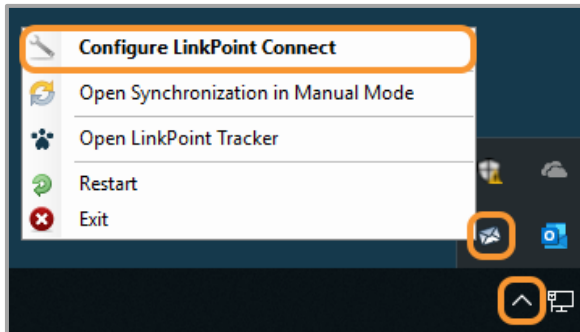 Configure LinkPoint Connect
Open Synchronization in Manual Mode
Open LinkPoint Tracker
Restart
Exit